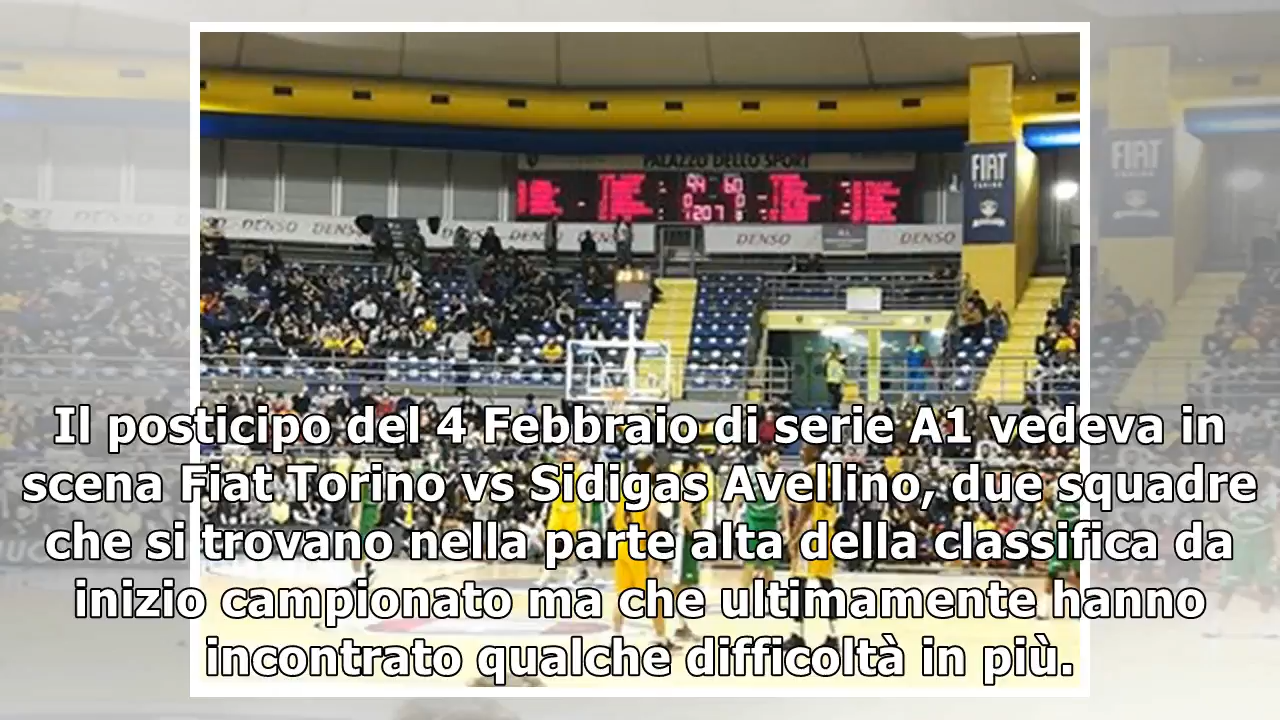 PALAZZO DELLO SPORT
FIAT
TORINO
DENSO DENSO DENSO DENSO DENSO
Il posticipo del 4 Febbraio di serie A1 vedeva in
scena Fiat Torino vs Sidigas Avellino, due squadre
che si trovano nella parte alta della classifica da
inizio campionato ma che ultimamente hanno
incontrato qualche difficoltà in più.